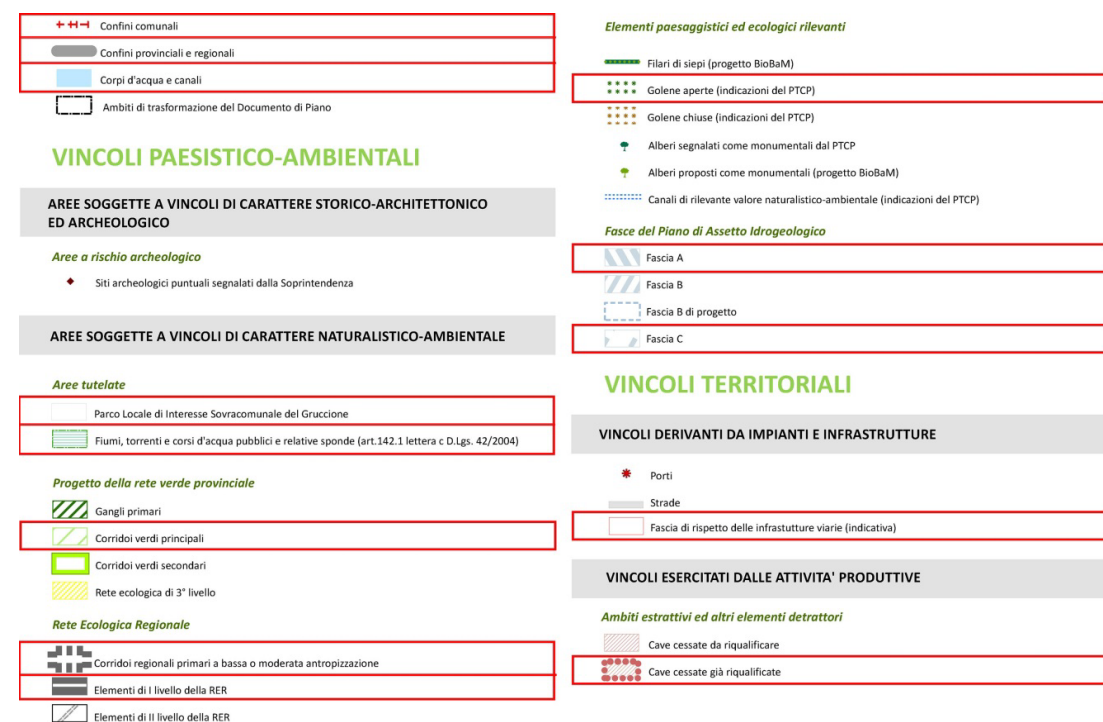 Confini comunali
Confini provinciali e regionali
Corpi d'acqua e canali
Ambiti di trasformazione del Documento di Piano
VINCOLI PAESISTICO-AMBIENTALI
AREE SOGGETTE A VINCOLI DI CARATTERE STORICO-ARCHITETTONICO
ED ARCHEOLOGICO
Aree a rischio archeologico
Siti archeologici puntuali segnalati dalla Soprintendenza
AREE SOGGETTE A VINCOLI DI CARATTERE NATURALISTICO-AMBIENTALE
Aree tutelate
Parco Locale di Interesse Sovracomunale del Gruccione
Fiumi, torrenti e corsi d'acqua pubblici e relative sponde (art.142.1 lettera c D.Lgs. 42/2004)
Progetto della rete verde provinciale
Gangli primari
Corridoi verdi principali
Corridoi verdi secondari
Rete ecologica di 3° livello
Rete Ecologica Regionale
Corridoi regionali primari a bassa o moderata antropizzazione
Elementi di I livello della RER
Elementi di II livello della RER
Elementi paesaggistici ed ecologici rilevanti
Filari di siepi (progetto BioBaM)
Golene aperte (indicazioni del PTCP)
Golene chiuse (indicazioni del PTCP)
Alberi segnalati come monumentali dal PTCP
Alberi proposti come monumentali (progetto BioBaM)
Canali di rilevante valore naturalistico-ambientale (indicazioni del PTCP)
Fasce del Piano di Assetto Idrogeologico
Fascia A
Fascia B
Fascia B di progetto
Fascia C
VINCOLI TERRITORIALI
VINCOLI DERIVANTI DA IMPIANTI E INFRASTRUTTURE
Porti
Strade
Fascia di rispetto delle infrastutture viarie (indicativa)
VINCOLI ESERCITATI DALLE ATTIVITA' PRODUTTIVE
Ambiti estrattivi ed altri elementi detrattori
Cave cessate da riqualificare
Cave cessate già riqualificate